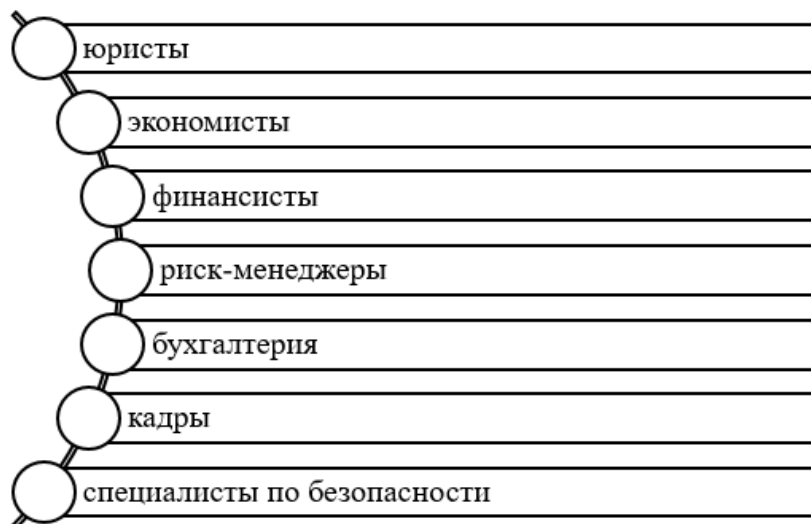 юристы
экономисты
финансисты
риск-менеджеры
бухгалтерия
кадры
специалисты по безопасности